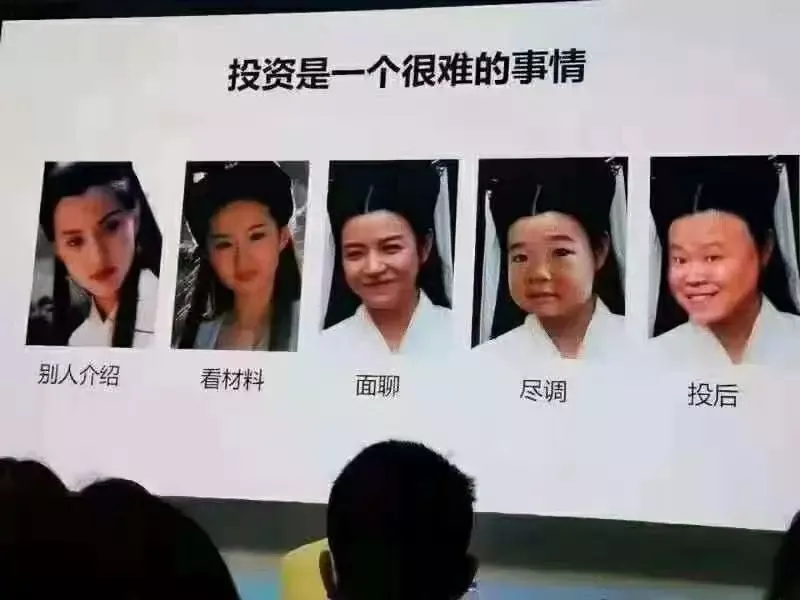 投资是一个很难的事情
别人介绍
看材料
面聊
尽调
投后